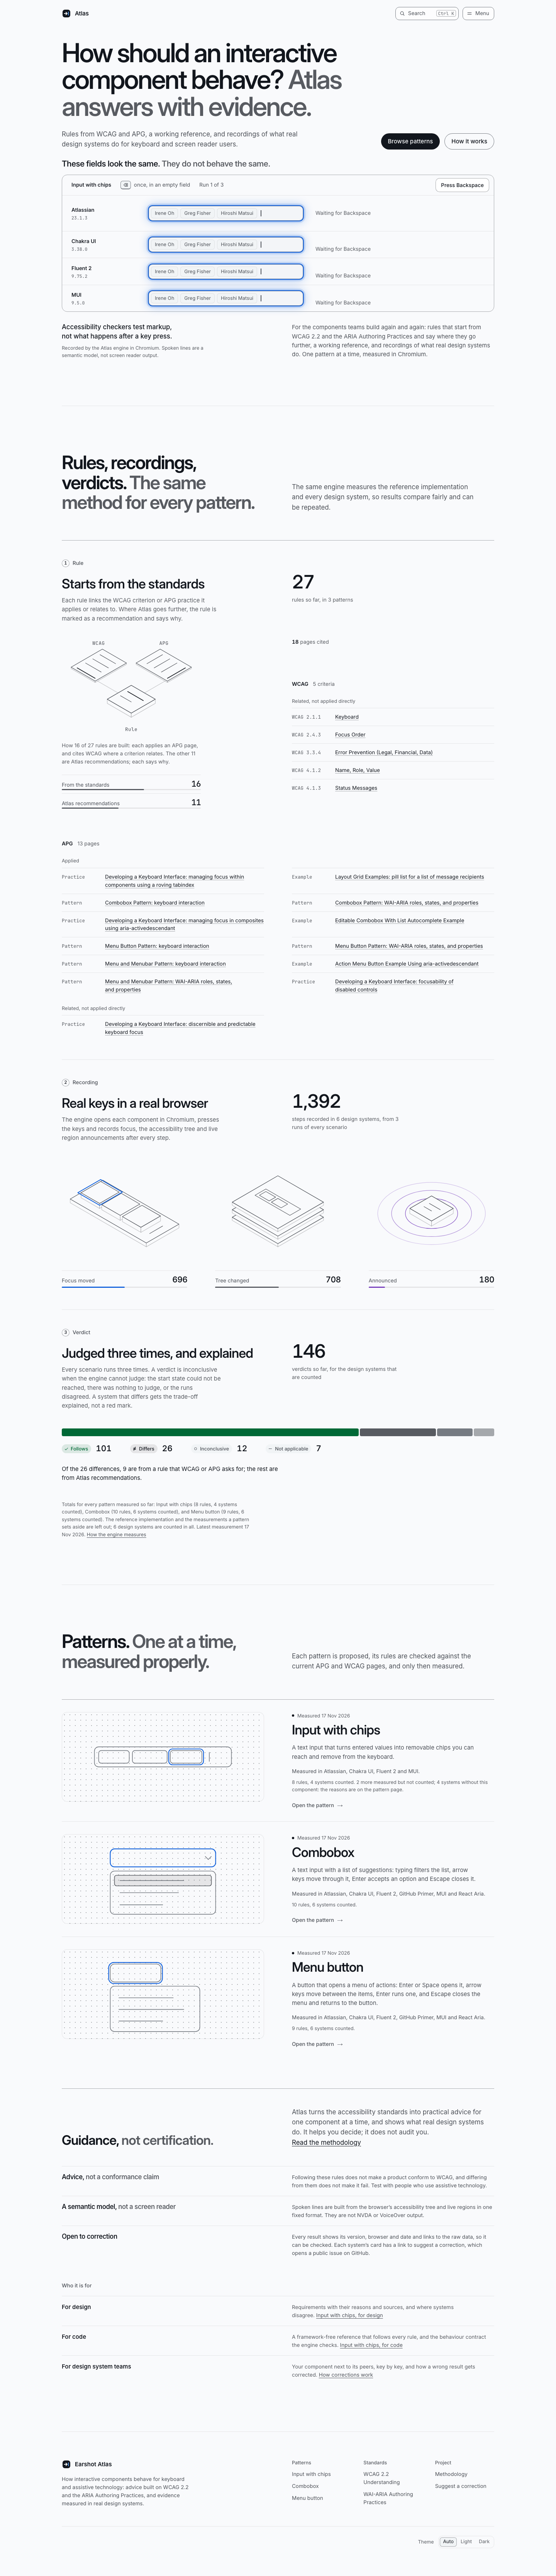 Atlas
Search Ctrl K
Menu
How should an interactive
component behave? Atlas
answers with evidence.
Rules from WCAG and APG, a working reference, and recordings of what real
design systems do for keyboard and screen reader users.
Browse patterns
How it works
These fields look the same. They do not behave the same.
Input with chips
once, in an empty field
Run 1 of 3
Press Backspace
Atlassian
Irene Oh Greg Fisher Hiroshi Matsui
Waiting for Backspace
Chakra UI
Irene Oh Greg Fisher Hiroshi Matsui
Waiting for Backspace
Fluent 2
Irene Oh Greg Fisher Hiroshi Matsui
Waiting for Backspace
MUI
9.5.0
Irene Oh Greg Fisher Hiroshi Matsui
Waiting for Backspace
Accessibility checkers test markup,
not what happens after a key press.
Recorded by the Atlas engine in Chromium. Spoken lines are a
semantic model, not screen reader output.
For the components teams build again and again: rules that start from
WCAG 2.2 and the ARIA Authoring Practices and say where they go
further, a working reference, and recordings of what real design systems
do. One pattern at a time, measured in Chromium.
Rules, recordings,
verdicts. The same
method for every pattern.
The same engine measures the reference implementation
and every design system, so results compare fairly and can
be repeated.
1 Rule
Starts from the standards
Each rule links the WCAG criterion or APG practice it
applies or relates to. Where Atlas goes further, the rule is
marked as a recommendation and says why.
27
rules so far, in 3 patterns
18 pages cited
WCAG
APG
Rule
How 16 of 27 rules are built: each applies an APG page,
and cites WCAG where a criterion relates. The other 11
are Atlas recommendations; each says why.
From the standards 16
Atlas recommendations 11
WCAG 5 criteria
Related, not applied directly
WCAG 2.1.1 Keyboard
WCAG 2.4.3 Focus Order
WCAG 3.3.4 Error Prevention (Legal, Financial, Data)
WCAG 4.1.2 Name, Role, Value
WCAG 4.1.3 Status Messages
APG 13 pages
Applied
Practice Developing a Keyboard Interface: managing focus within
components using a roving tabindex
Example Layout Grid Examples: pill list for a list of message recipients
Pattern Combobox Pattern: keyboard interaction
Pattern Combobox Pattern: WAI-ARIA roles, states, and properties
Practice Developing a Keyboard Interface: managing focus in composites
using aria-activedescendant
Example Editable Combobox With List Autocomplete Example
Pattern Menu Button Pattern: keyboard interaction
Pattern Menu Button Pattern: WAI-ARIA roles, states, and properties
Pattern Menu and Menubar Pattern: keyboard interaction
Example Action Menu Button Example Using aria-activedescendant
Pattern Menu and Menubar Pattern: WAI-ARIA roles, states,
and properties
Practice Developing a Keyboard Interface: focusability of
disabled controls
Related, not applied directly
Practice Developing a Keyboard Interface: discernible and predictable
keyboard focus
2 Recording
Real keys in a real browser
The engine opens each component in Chromium, presses
the keys and records focus, the accessibility tree and live
region announcements after every step.
1,392
steps recorded in 6 design systems, from 3
runs of every scenario
Focus moved 696
Tree changed 708
Announced 180
3 Verdict
Judged three times, and explained
Every scenario runs three times. A verdict is inconclusive
when the engine cannot judge: the start state could not be
reached, there was nothing to judge, or the runs
disagreed. A system that differs gets the trade-off
explained, not a red mark.
146
verdicts so far, for the design systems that
are counted
Follows 101
Differs 26
Inconclusive 12
Not applicable 7
Of the 26 differences, 9 are from a rule that WCAG or APG asks for; the rest are
from Atlas recommendations.
Totals for every pattern measured so far: Input with chips (8 rules, 4 systems
counted), Combobox (10 rules, 6 systems counted), and Menu button (9 rules, 6
systems counted). The reference implementation and the measurements a pattern
sets aside are left out; 6 design systems are counted in all. Latest measurement 17
Nov 2026. How the engine measures
Patterns. One at a time,
measured properly.
Each pattern is proposed, its rules are checked against the
current APG and WCAG pages, and only then measured.
Measured 17 Nov 2026
Input with chips
A text input that turns entered values into removable chips you can
reach and remove from the keyboard.
Measured in Atlassian, Chakra UI, Fluent 2 and MUI.
8 rules, 4 systems counted. 2 more measured but not counted; 4 systems without this
component: the reasons are on the pattern page.
Open the pattern →
Measured 17 Nov 2026
Combobox
A text input with a list of suggestions: typing filters the list, arrow
keys move through it, Enter accepts an option and Escape closes it.
Measured in Atlassian, Chakra UI, Fluent 2, GitHub Primer, MUI and React Aria.
10 rules, 6 systems counted.
Open the pattern →
Measured 17 Nov 2026
Menu button
A button that opens a menu of actions: Enter or Space opens it, arrow
keys move between the items, Enter runs one, and Escape closes the
menu and returns to the button.
Measured in Atlassian, Chakra UI, Fluent 2, GitHub Primer, MUI and React Aria.
9 rules, 6 systems counted.
Open the pattern →
Guidance, not certification.
Atlas turns the accessibility standards into practical advice for
one component at a time, and shows what real design systems
do. It helps you decide; it does not audit you.
Read the methodology
Advice, not a conformance claim
Following these rules does not make a product conform to WCAG, and differing
from them does not make it fail. Test with people who use assistive technology.
A semantic model, not a screen reader
Spoken lines are built from the browser's accessibility tree and live regions in one
fixed format. They are not NVDA or VoiceOver output.
Open to correction
Every result shows its version, browser and date and links to the raw data, so it
can be checked. Each system's card has a link to suggest a correction, which
opens a public issue on GitHub.
Who it is for
For design
Requirements with their reasons and sources, and where systems
disagree. Input with chips, for design
For code
A framework-free reference that follows every rule, and the behaviour contract
the engine checks. Input with chips, for code
For design system teams
Your component next to its peers, key by key, and how a wrong result gets
corrected. How corrections work
Earshot Atlas
How interactive components behave for keyboard
and assistive technology: advice built on WCAG 2.2
and the ARIA Authoring Practices, and evidence
measured in real design systems.
Patterns
Input with chips
Combobox
Menu button
Standards
WCAG 2.2
Understanding
WAI-ARIA Authoring
Practices
Project
Methodology
Suggest a correction
Theme Auto Light Dark